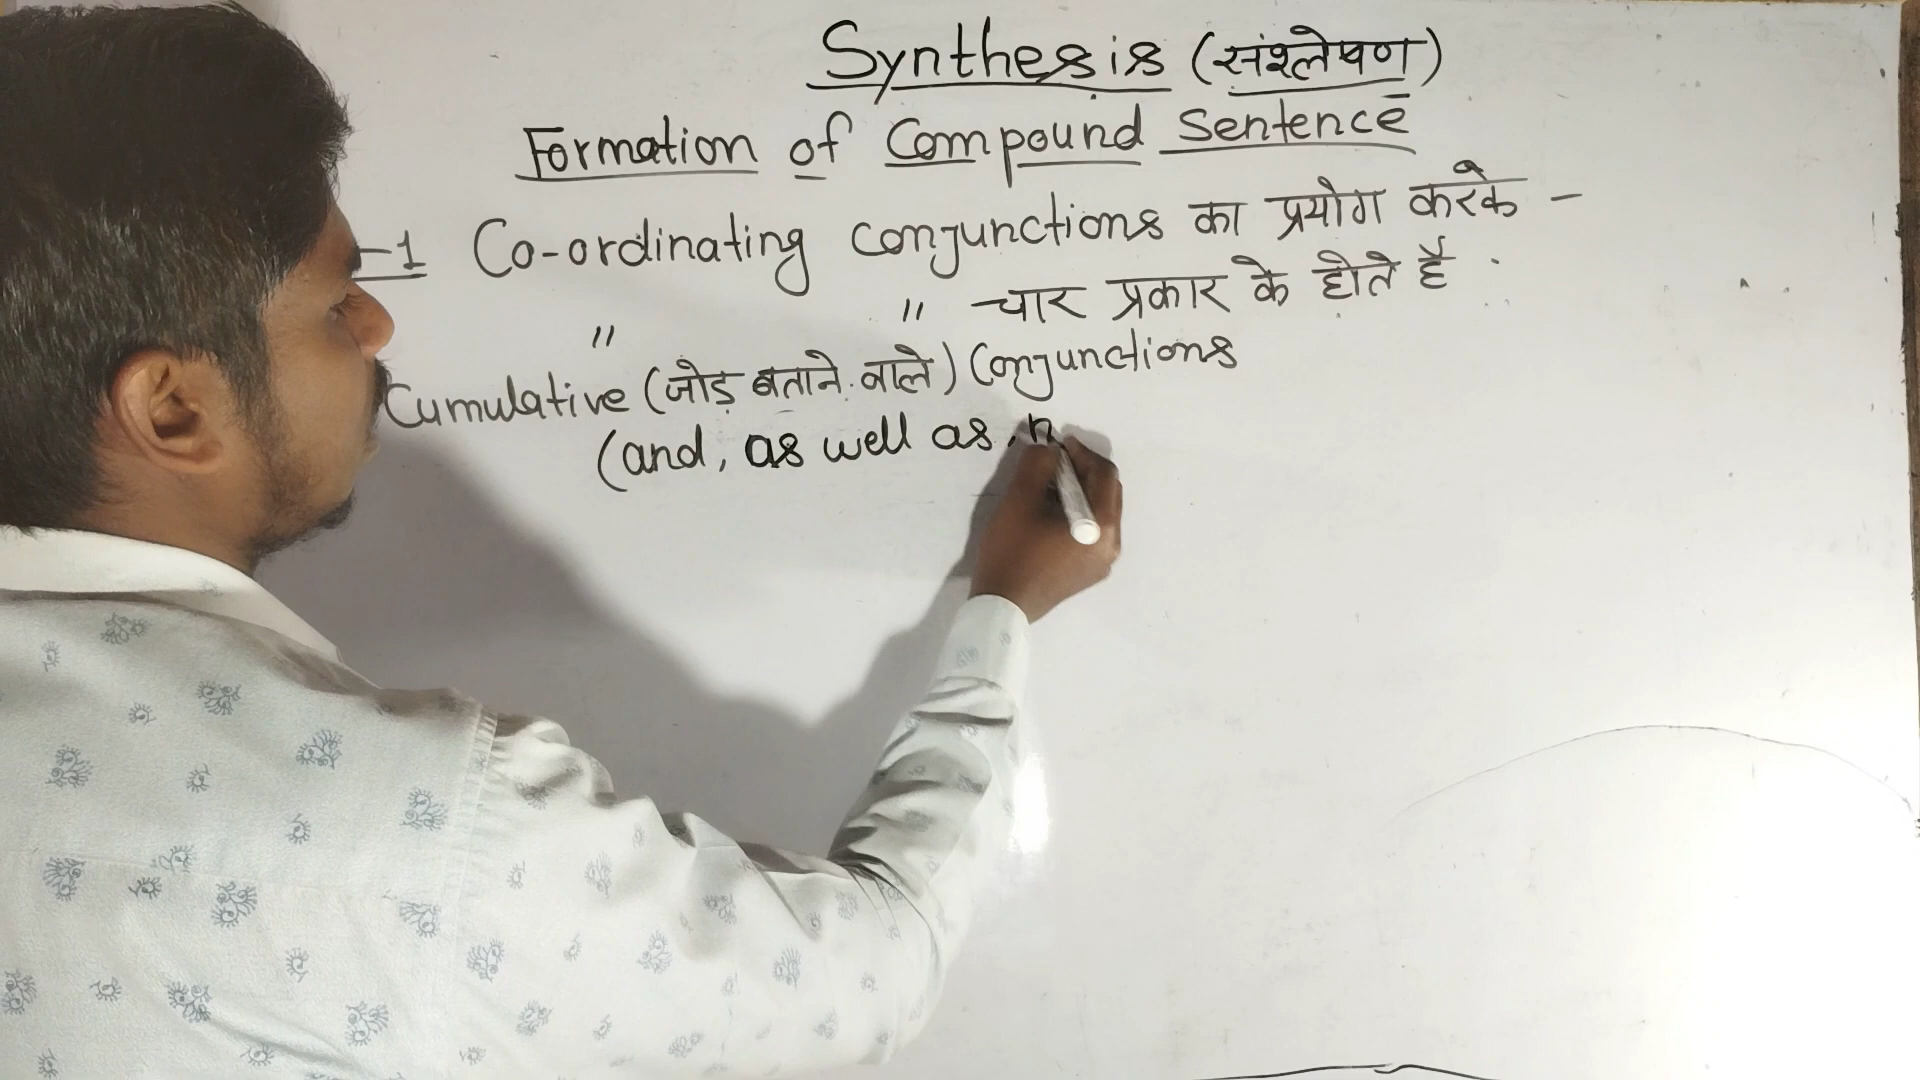 Synthesis (संश्लेषण)
Formation of Compound Sentence
-1 Co-ordinating conjunctions का प्रयोग करके -
" " चार प्रकार के होते है .
Cumulative (जोड़ बताने वाले) Conjunctions
(and, as well as, n